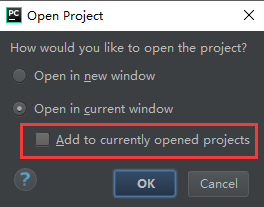 PC
Open Project
How would you like to open the project?
Open in new window
Open in current window
Add to currently opened projects
?
OK
Cancel